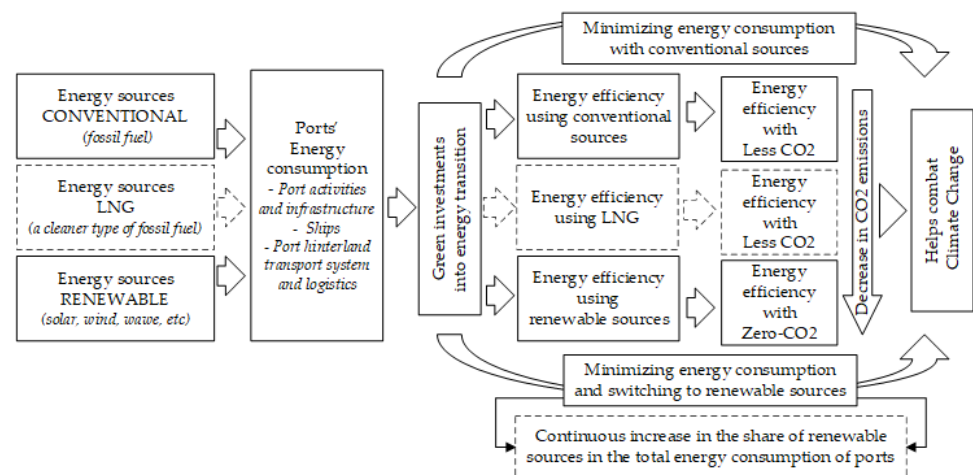 Minimizing energy consumption
with conventional sources
Energy sources
CONVENTIONAL
(fossil fuel)
Energy sources
LNG
(a cleaner type of fossil fuel)
Energy sources
RENEWABLE
(solar, wind, wawe, etc)
Ports'
Energy
consumption
- Port activities
and infrastructure
- Ships
- Port hinterland
transport system
and logistics
Green investments
into energy transition
Energy efficiency
using conventional
sources
Energy efficiency
using LNG
Energy efficiency
using
renewable sources
Energy
efficiency
with
Less CO2
Energy
efficiency
with
Less CO2
Energy
efficiency
with
Zero-CO2
Decrease in CO2 emissions
Helps combat
Climate Change
Minimizing energy consumption
and switching to renewable sources
Continuous increase in the share of renewable
sources in the total energy consumption of ports